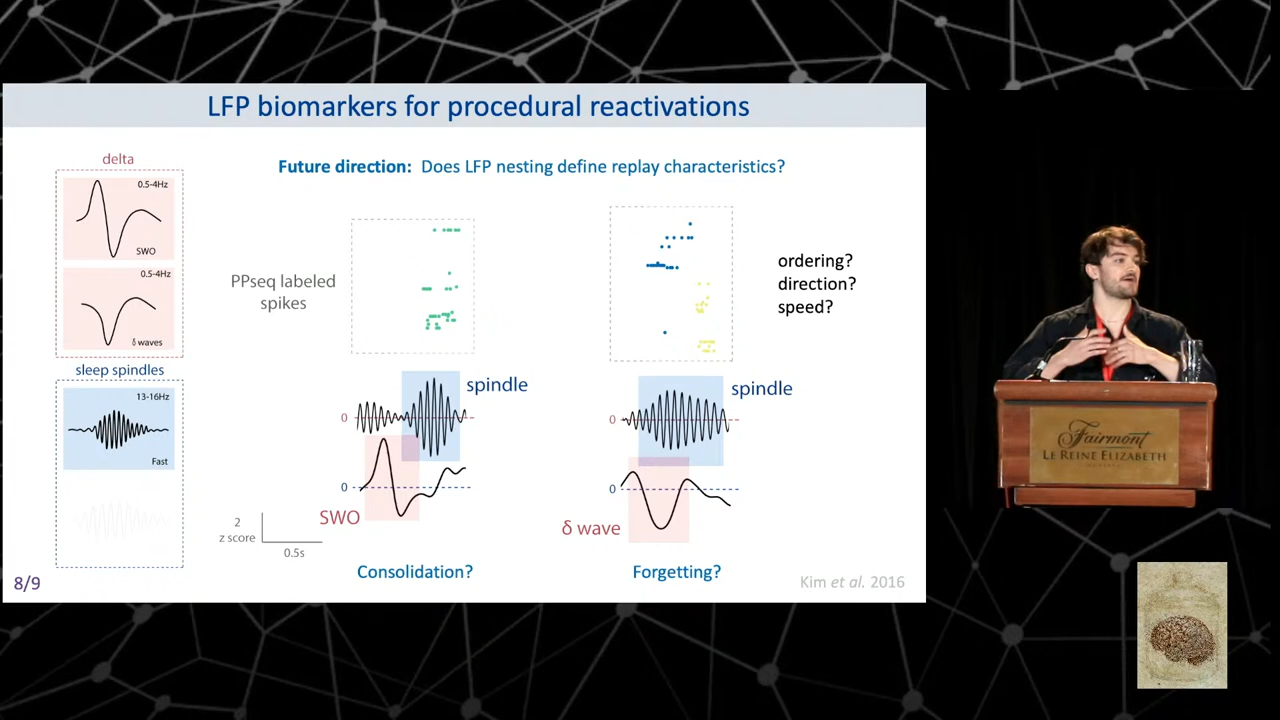 LFP biomarkers for procedural reactivations
delta
0.5-4Hz
SWO
0.5-4Hz
δ waves
sleep spindles
13-16Hz
Fast
Future direction: Does LFP nesting define replay characteristics?
PPseq labeled
spikes
ordering?
direction?
speed?
spindle
0
0
SWO
spindle
0
0
δ wave
2
z score
0.5s
Consolidation?
Forgetting?
8/9
Kim et al. 2016
Fairmont
LE REINE ELIZABETH